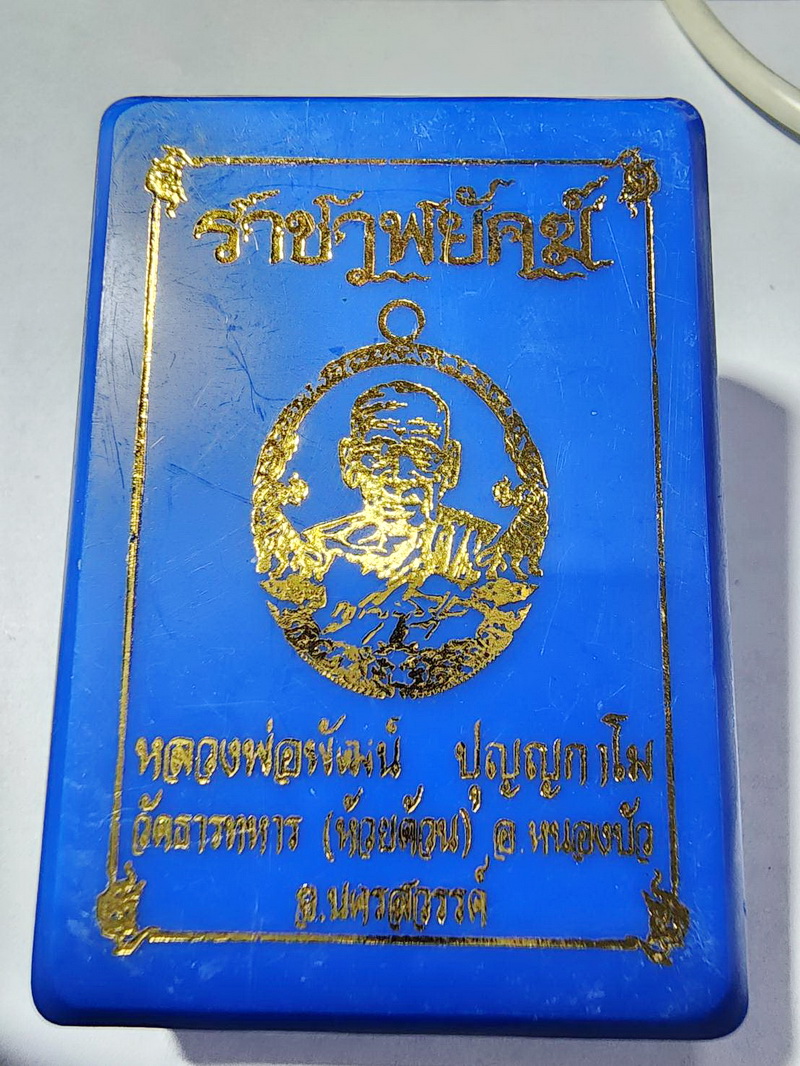 ราชาพยัคฆ์
หลวงพ่อพัฒน์ ปุญญกาโม
วัดธารทหาร (ห้วยด้วน) อ.หนองบัว
จ.นครสวรรค์